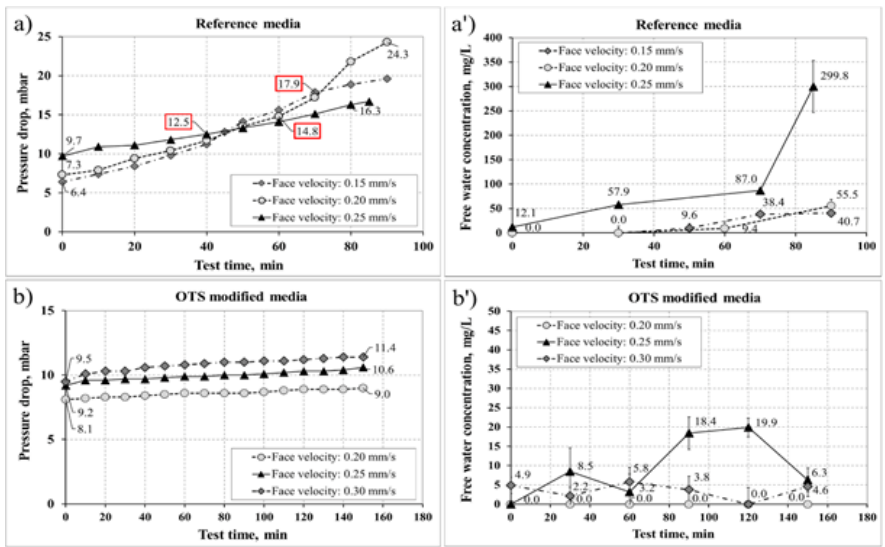 a)
Reference media
Pressure drop, mbar
25
20
15
10
5
0
9.7
7.3
6.4
12.5
17.9
14.8
24.3
16.3
Face velocity: 0.15 mm/s
Face velocity: 0.20 mm/s
Face velocity: 0.25 mm/s
0 20 40 60 80 100
Test time, min
a')
Reference media
Free water concentration, mg/L
400
350
300
250
200
150
100
50
0
Face velocity: 0.15 mm/s
Face velocity: 0.20 mm/s
Face velocity: 0.25 mm/s
299.8
12.1
0.0
57.9
0.0
87.0
9.6
38.4
9.4
55.5
40.7
0 20 40 60 80 100
Test time, min
b)
OTS modified media
Pressure drop, mbar
15
10
5
0
9.5
9.2
8.1
11.4
10.6
9.0
Face velocity: 0.20 mm/s
Face velocity: 0.25 mm/s
Face velocity: 0.30 mm/s
0 20 40 60 80 100 120 140 160 180
Test time, min
b')
OTS modified media
Free water concentration, mg/L
50
45
40
35
30
25
20
15
10
5
0
Face velocity: 0.20 mm/s
Face velocity: 0.25 mm/s
Face velocity: 0.30 mm/s
4.9
0.0
8.5
2.2
0.0
5.8
3.2
0.0
18.4
3.8
0.0
19.9
0.0
0.0
6.3
4.6
0 20 40 60 80 100 120 140 160 180
Test time, min